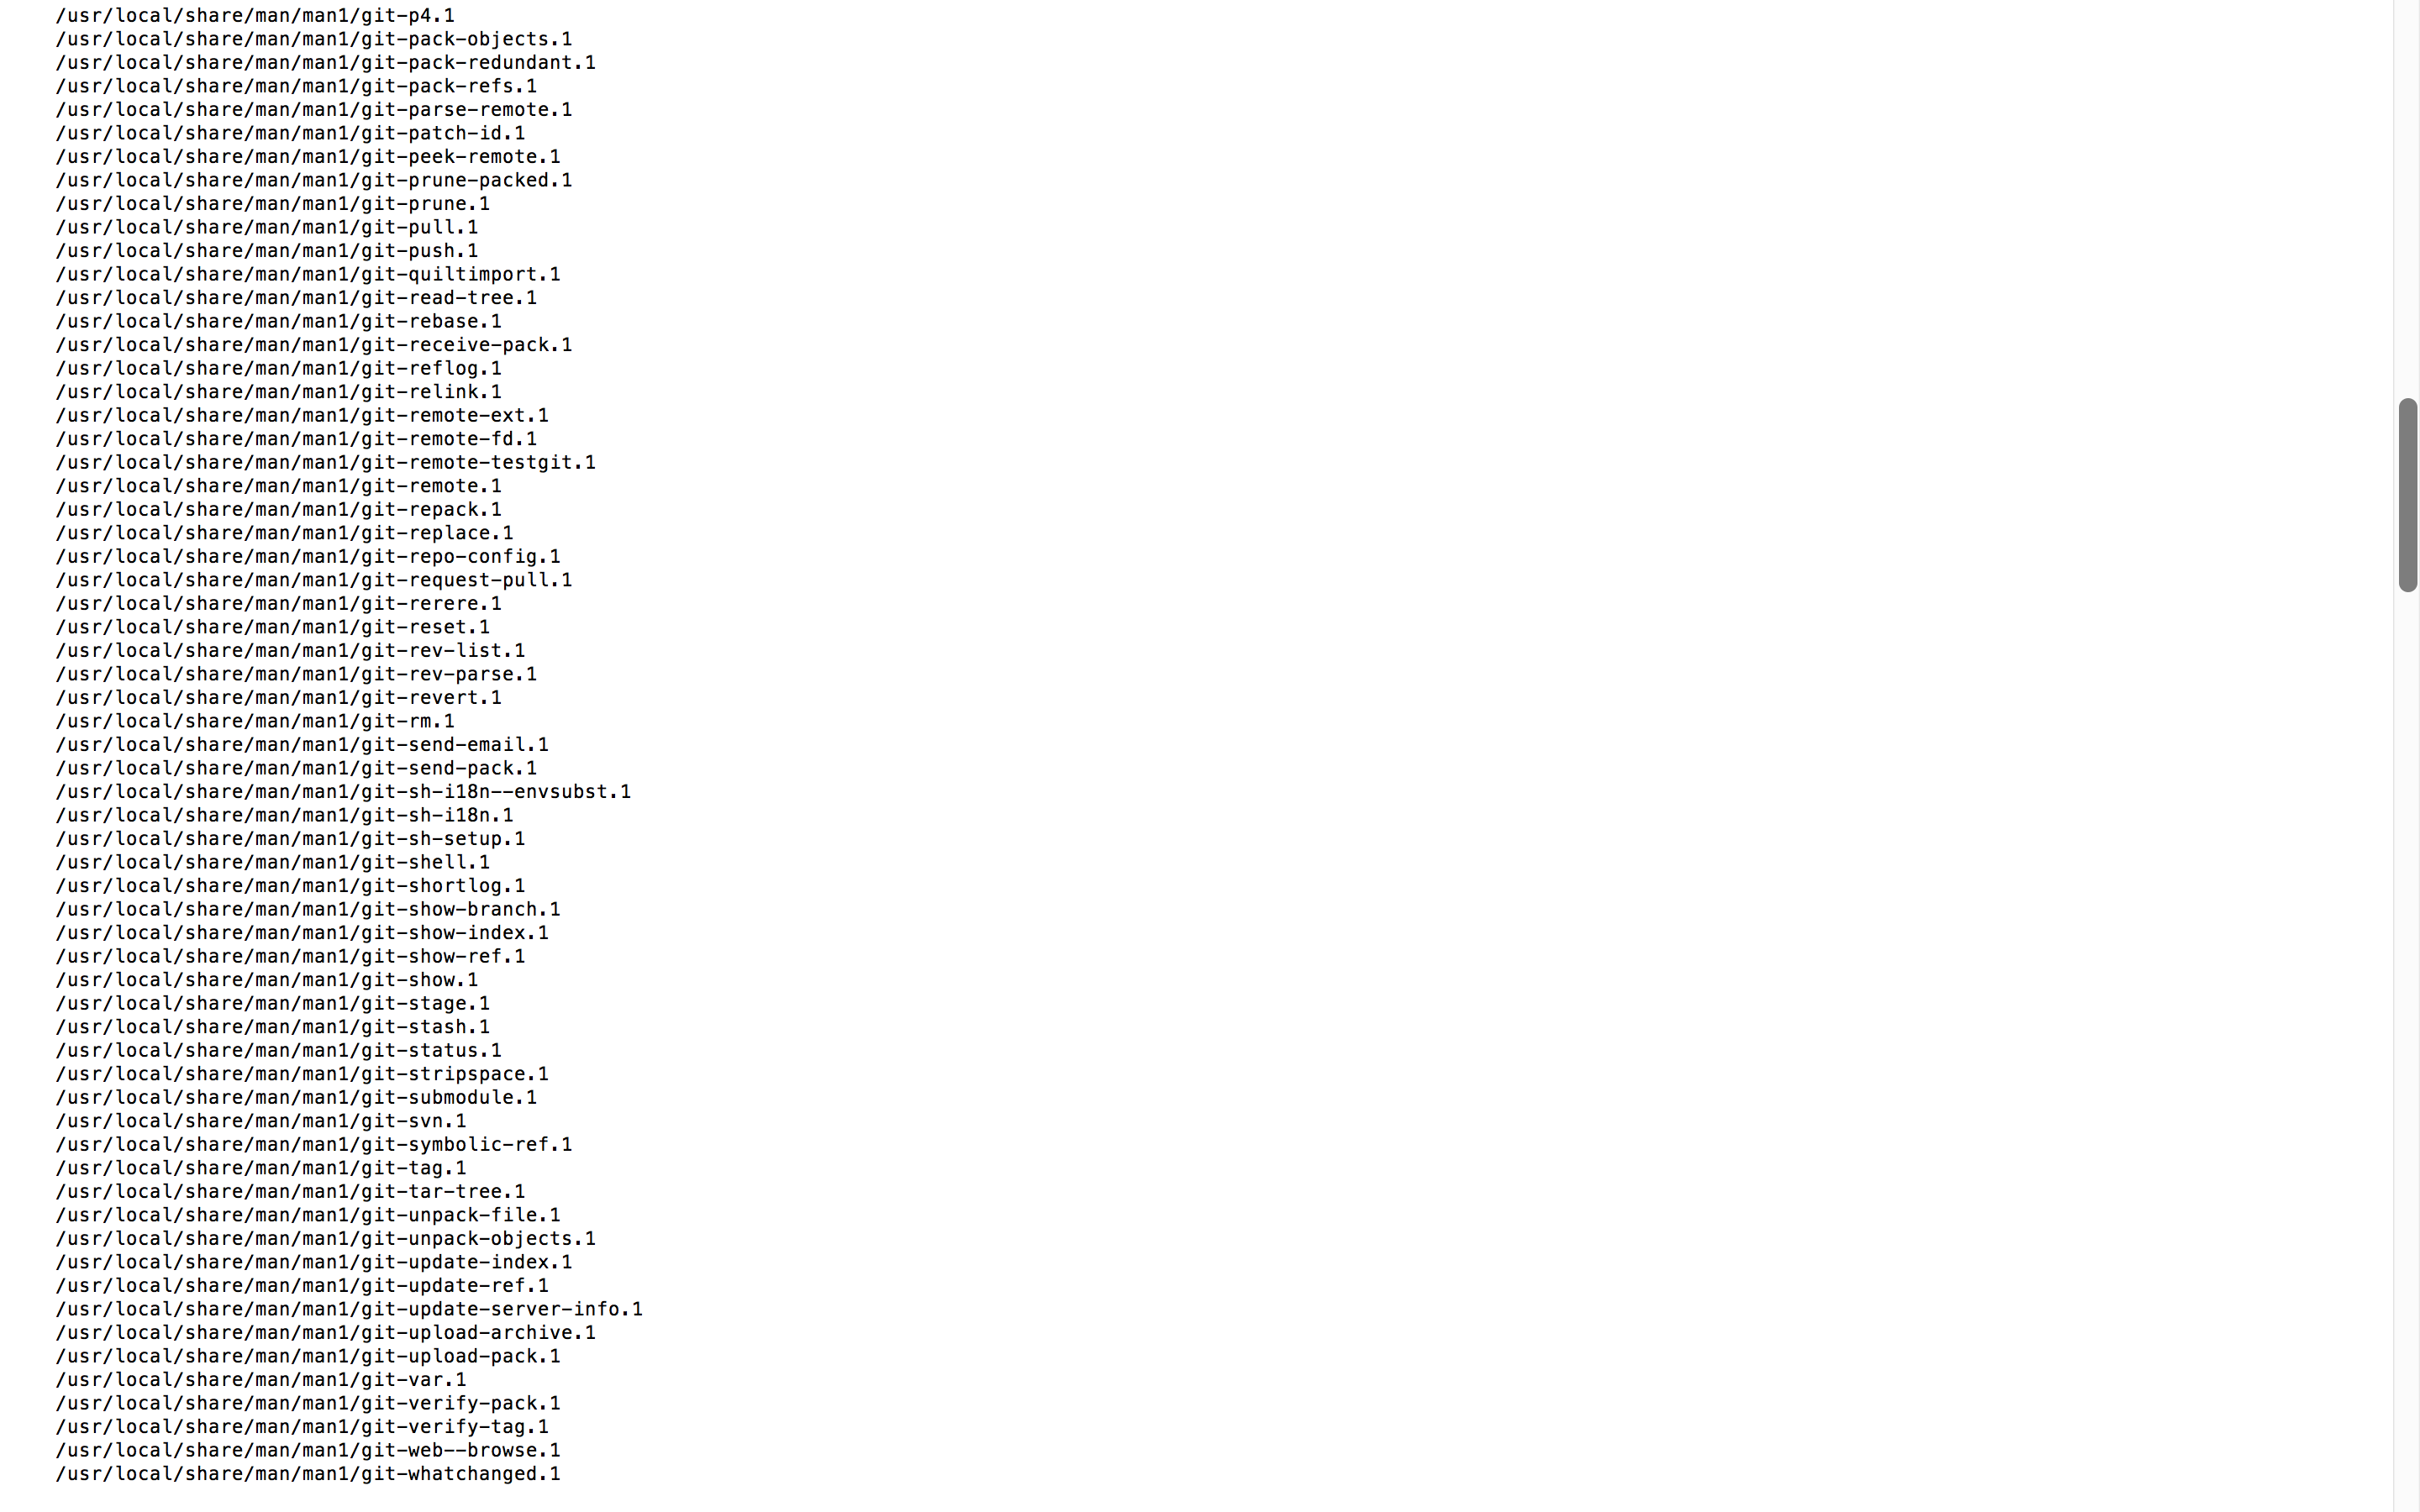 /usr/local/share/man/man1/git-p4.1
/usr/local/share/man/man1/git-pack-objects.1
/usr/local/share/man/man1/git-pack-redundant.1
/usr/local/share/man/man1/git-pack-refs.1
/usr/local/share/man/man1/git-parse-remote.1
/usr/local/share/man/man1/git-patch-id.1
/usr/local/share/man/man1/git-peek-remote.1
/usr/local/share/man/man1/git-prune-packed.1
/usr/local/share/man/man1/git-prune.1
/usr/local/share/man/man1/git-pull.1
/usr/local/share/man/man1/git-push.1
/usr/local/share/man/man1/git-quiltimport.1
/usr/local/share/man/man1/git-read-tree.1
/usr/local/share/man/man1/git-rebase.1
/usr/local/share/man/man1/git-receive-pack.1
/usr/local/share/man/man1/git-reflog.1
/usr/local/share/man/man1/git-relink.1
/usr/local/share/man/man1/git-remote-ext.1
/usr/local/share/man/man1/git-remote-fd.1
/usr/local/share/man/man1/git-remote-testgit.1
/usr/local/share/man/man1/git-remote.1
/usr/local/share/man/man1/git-repack.1
/usr/local/share/man/man1/git-replace.1
/usr/local/share/man/man1/git-repo-config.1
/usr/local/share/man/man1/git-request-pull.1
/usr/local/share/man/man1/git-rerere.1
/usr/local/share/man/man1/git-reset.1
/usr/local/share/man/man1/git-rev-list.1
/usr/local/share/man/man1/git-rev-parse.1
/usr/local/share/man/man1/git-revert.1
/usr/local/share/man/man1/git-rm.1
/usr/local/share/man/man1/git-send-email.1
/usr/local/share/man/man1/git-send-pack.1
/usr/local/share/man/man1/git-sh-i18n--envsubst.1
/usr/local/share/man/man1/git-sh-i18n.1
/usr/local/share/man/man1/git-sh-setup.1
/usr/local/share/man/man1/git-shell.1
/usr/local/share/man/man1/git-shortlog.1
/usr/local/share/man/man1/git-show-branch.1
/usr/local/share/man/man1/git-show-index.1
/usr/local/share/man/man1/git-show-ref.1
/usr/local/share/man/man1/git-show.1
/usr/local/share/man/man1/git-stage.1
/usr/local/share/man/man1/git-stash.1
/usr/local/share/man/man1/git-status.1
/usr/local/share/man/man1/git-stripspace.1
/usr/local/share/man/man1/git-submodule.1
/usr/local/share/man/man1/git-svn.1
/usr/local/share/man/man1/git-symbolic-ref.1
/usr/local/share/man/man1/git-tag.1
/usr/local/share/man/man1/git-tar-tree.1
/usr/local/share/man/man1/git-unpack-file.1
/usr/local/share/man/man1/git-unpack-objects.1
/usr/local/share/man/man1/git-update-index.1
/usr/local/share/man/man1/git-update-ref.1
/usr/local/share/man/man1/git-update-server-info.1
/usr/local/share/man/man1/git-upload-archive.1
/usr/local/share/man/man1/git-upload-pack.1
/usr/local/share/man/man1/git-var.1
/usr/local/share/man/man1/git-verify-pack.1
/usr/local/share/man/man1/git-verify-tag.1
/usr/local/share/man/man1/git-web--browse.1
/usr/local/share/man/man1/git-whatchanged.1